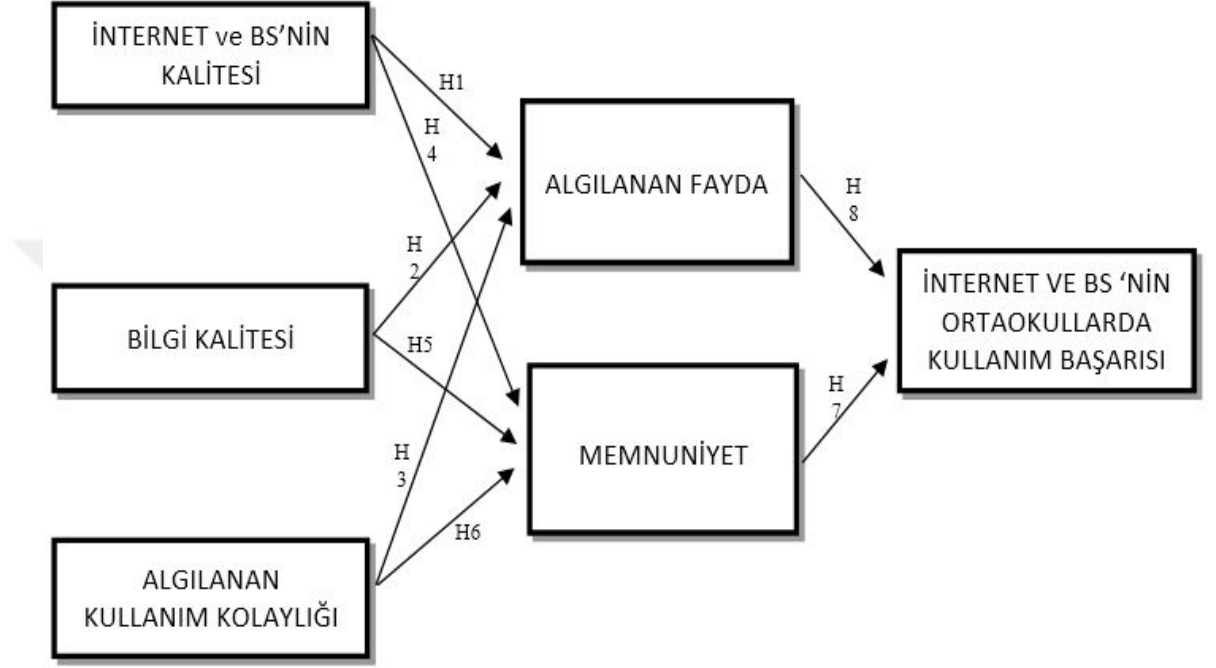 İNTERNET ve BS’NİN
KALİTESİ
H1
H
4
ALGILANAN FAYDA
H
8
H
2
İNTERNET VE BS ‘NİN
ORTAOKULLARDA
KULLANIM BAŞARISI
BİLGİ KALİTESİ
H5
H
7
MEMNUNİYET
H
3
H6
ALGILANAN
KULLANIM KOLAYLIĞI